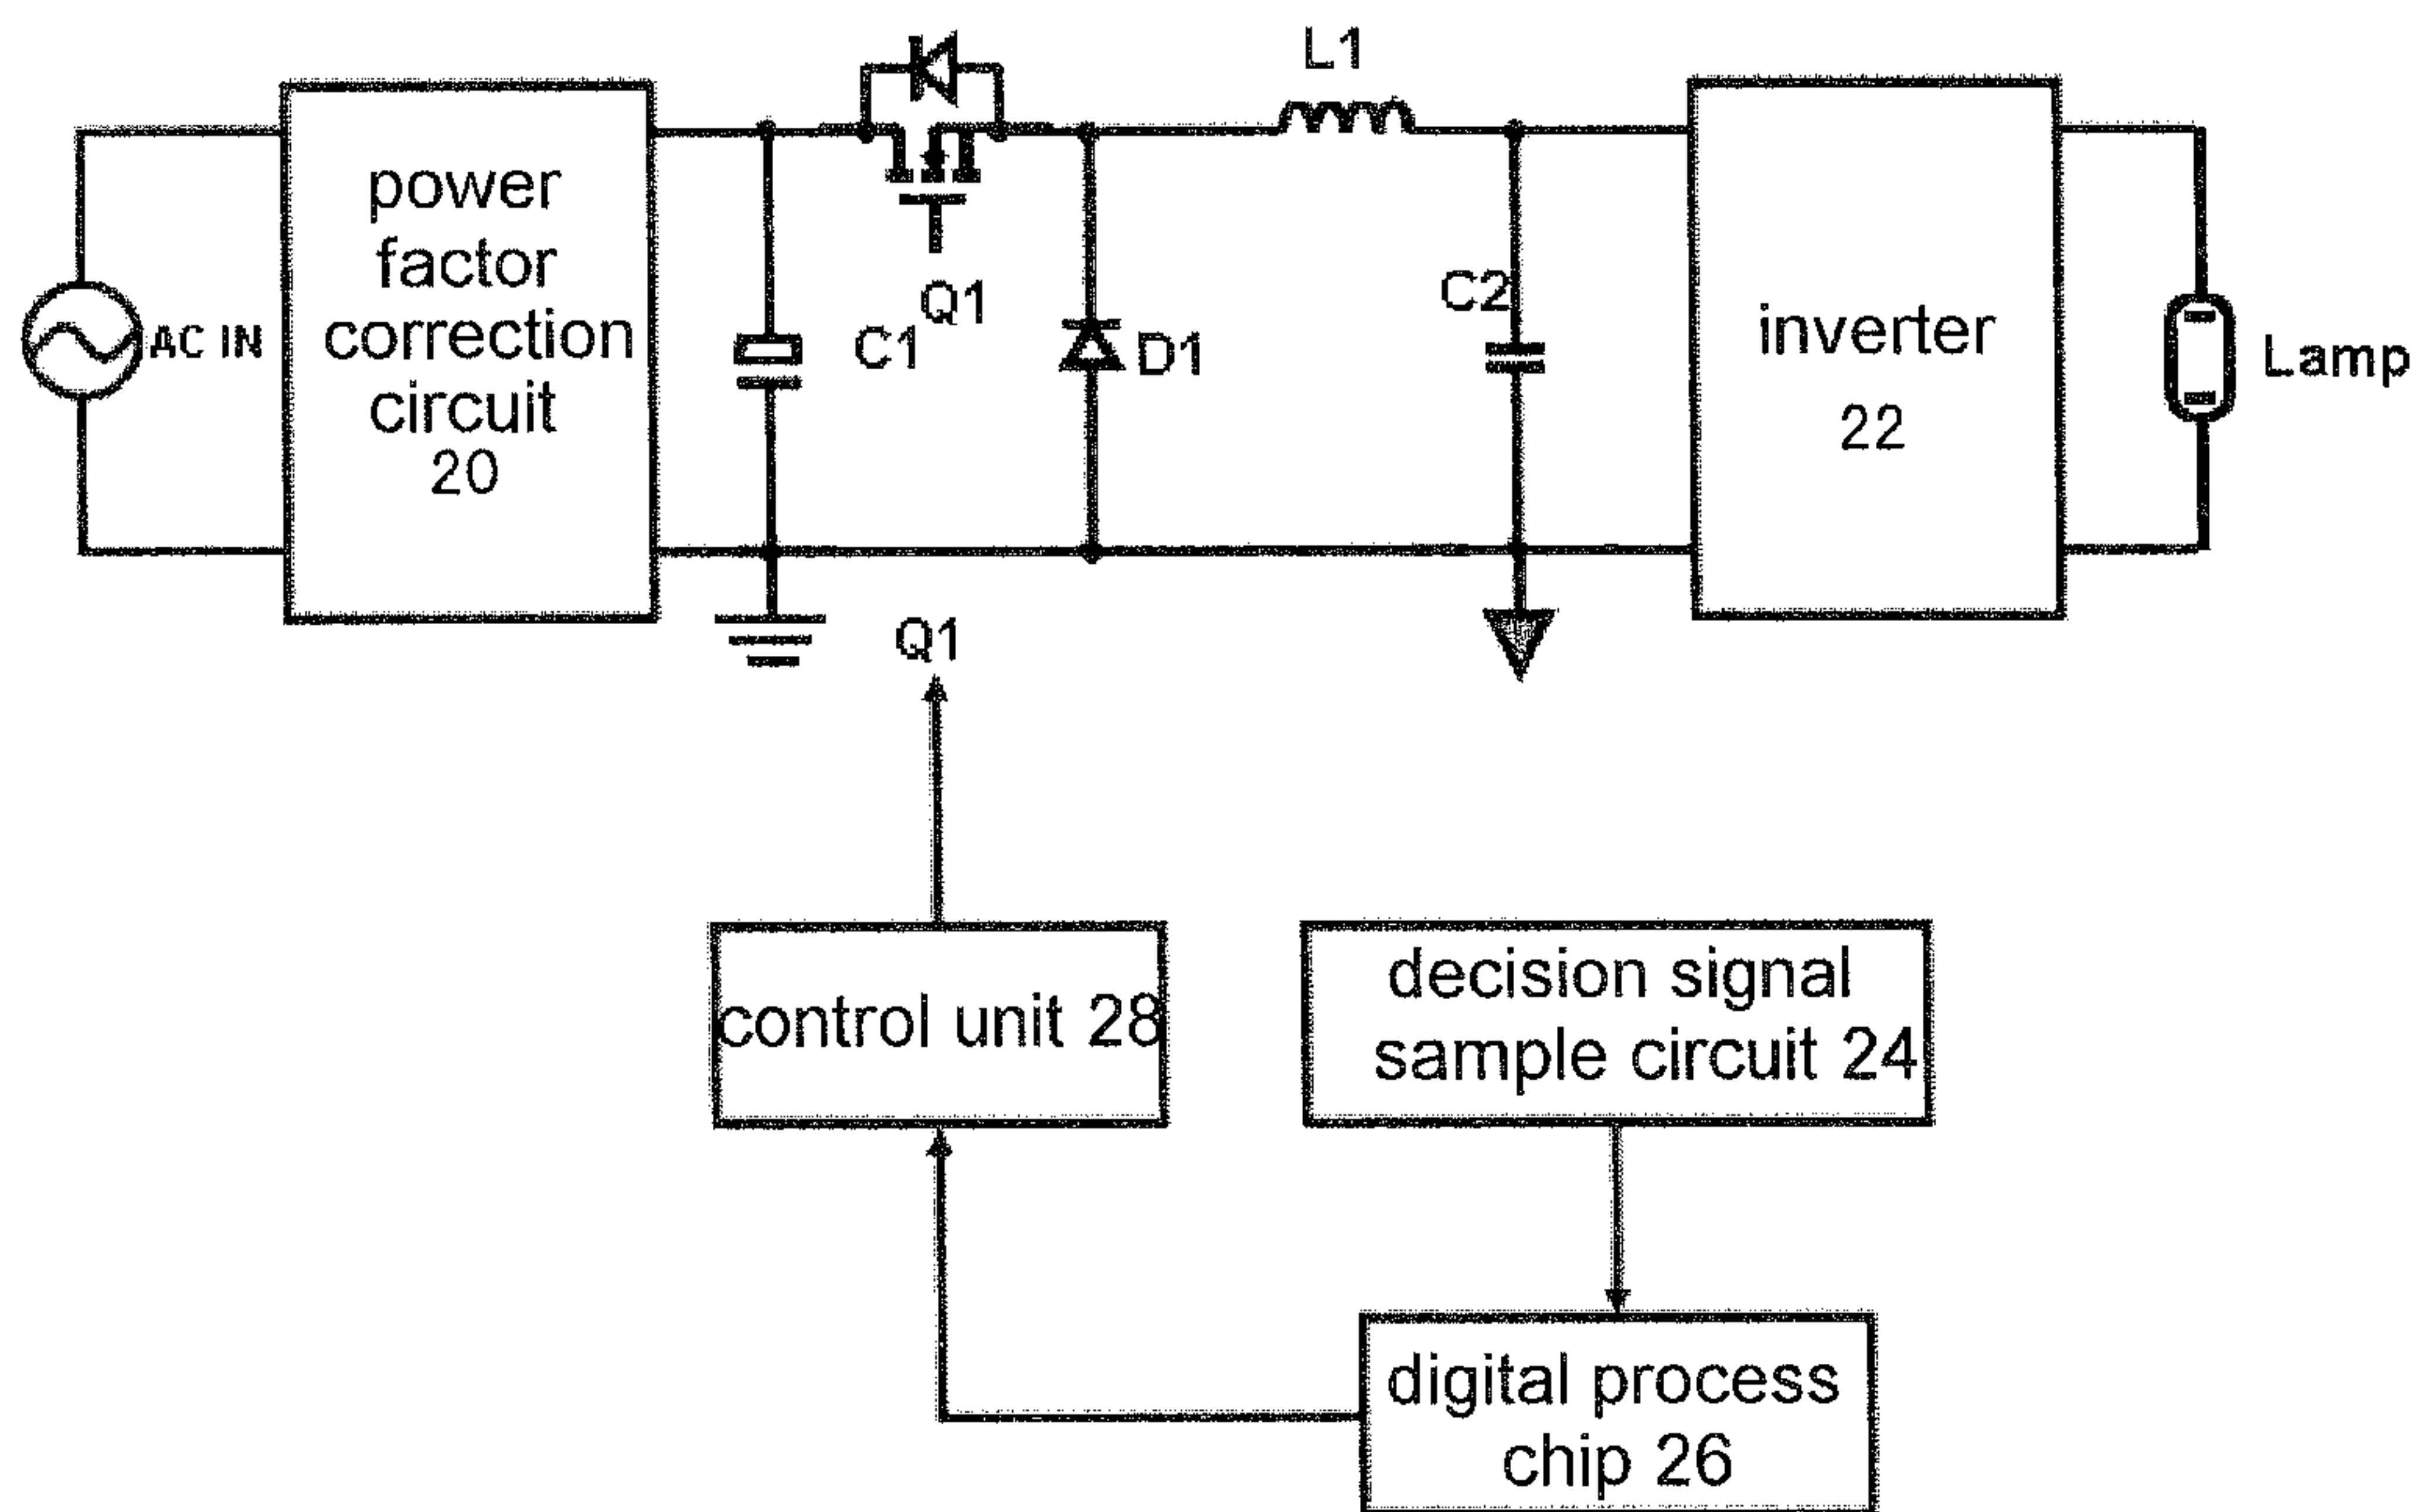 L1
power
factor
correction
circuit
20
AC IN
C1
Q1
D1
C2
inverter
22
Lamp
Q1
control unit 28
decision signal
sample circuit 24
digital process
chip 26